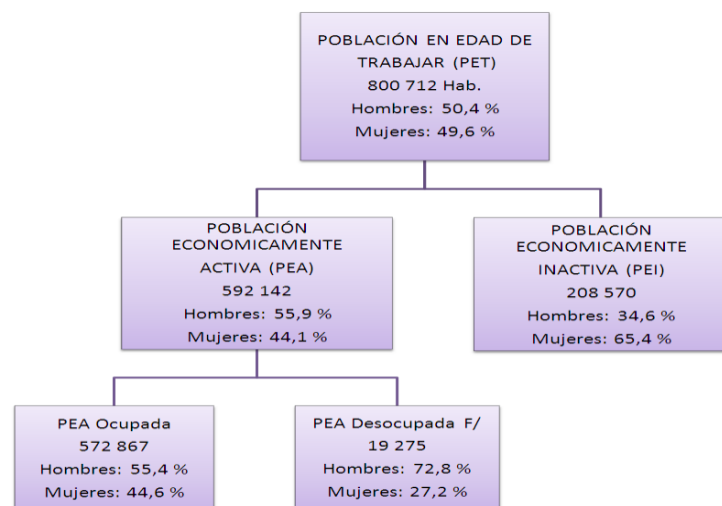 POBLACIÓN EN EDAD DE
TRABAJAR (PET)
800 712 Hab.
Hombres: 50,4 %
Mujeres: 49,6 %
POBLACIÓN
ECONOMICAMENTE
ACTIVA (PEA)
592 142
Hombres: 55,9 %
Mujeres: 44,1 %
POBLACIÓN
ECONOMICAMENTE
INACTIVA (PEI)
208 570
Hombres: 34,6 %
Mujeres: 65,4 %
PEA Ocupada
572 867
Hombres: 55,4 %
Mujeres: 44,6 %
PEA Desocupada F/
19 275
Hombres: 72,8 %
Mujeres: 27,2 %